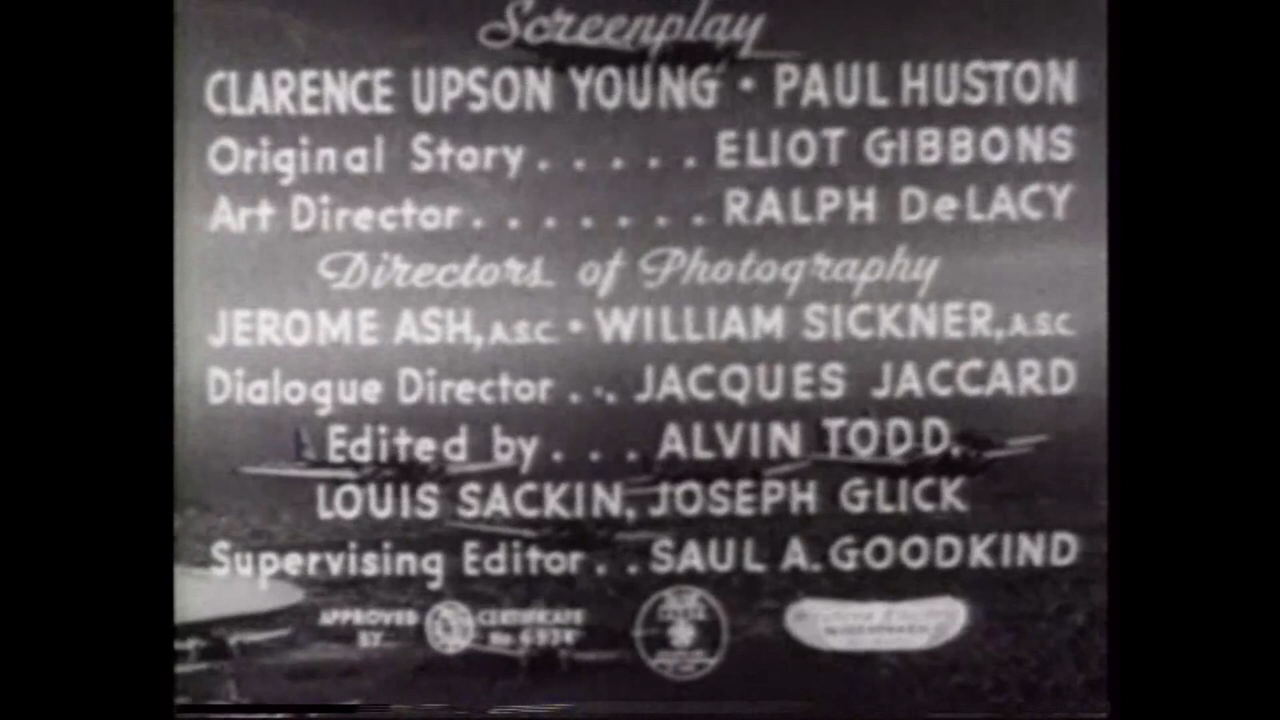 Screenplay
CLARENCE UPSON YOUNG • PAUL HUSTON
Original Story . . . . . ELIOT GIBBONS
Art Director . . . . . . . RALPH DeLACY
Directors of Photography
JEROME ASH, A.S.C. • WILLIAM SICKNER, A.S.C.
Dialogue Director . . . JACQUES JACCARD
Edited by . . . ALVIN TODD,
LOUIS SACKIN, JOSEPH GLICK
Supervising Editor . . SAUL A. GOODKIND
APPROVED CERTIFICATE
BY No.